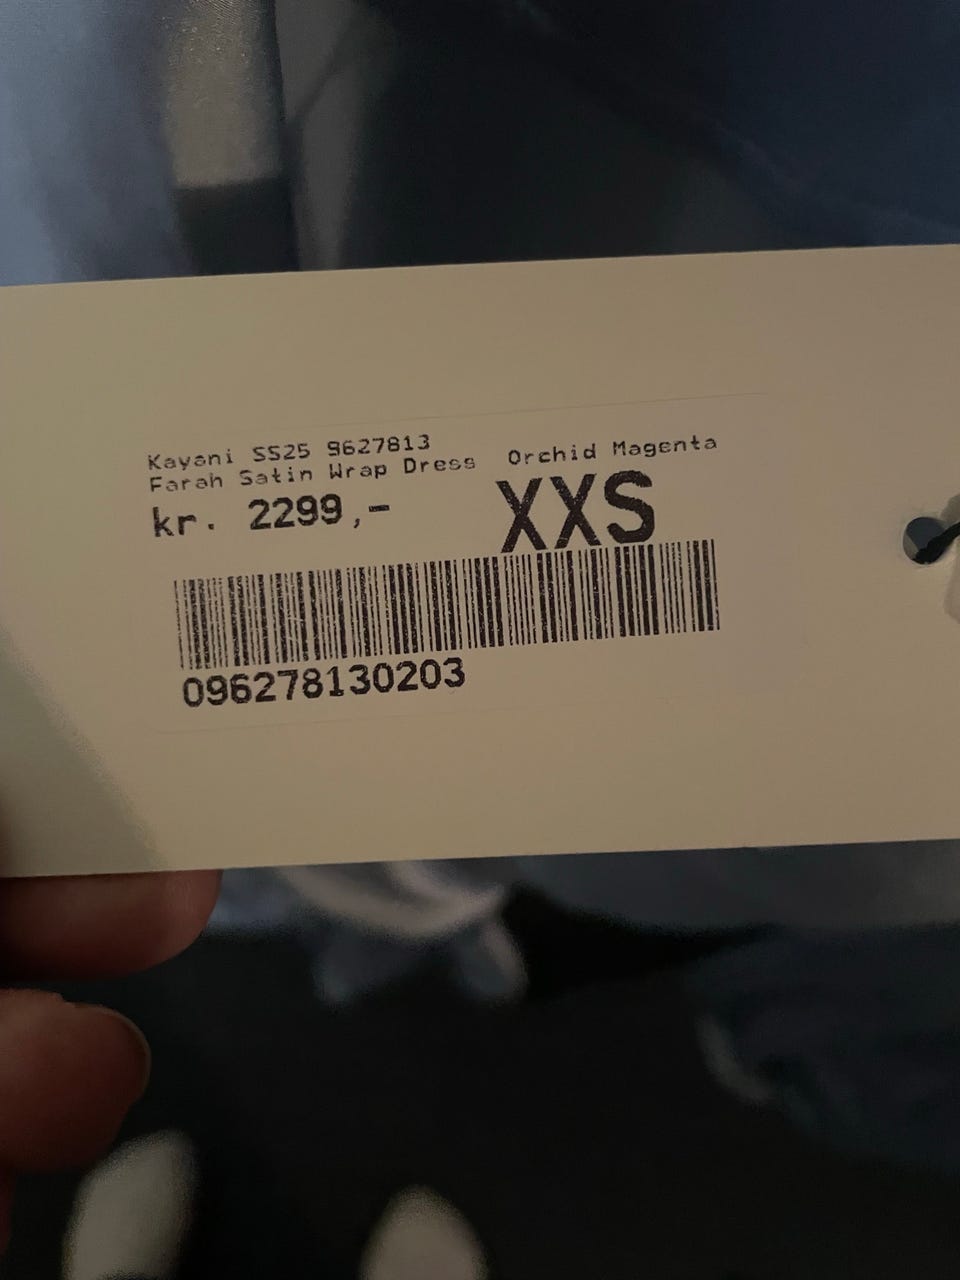 Kayani SS25 9627813
Farah Satin Wrap Dress Orchid Magenta
kr. 2299,-
XXS
096278130203